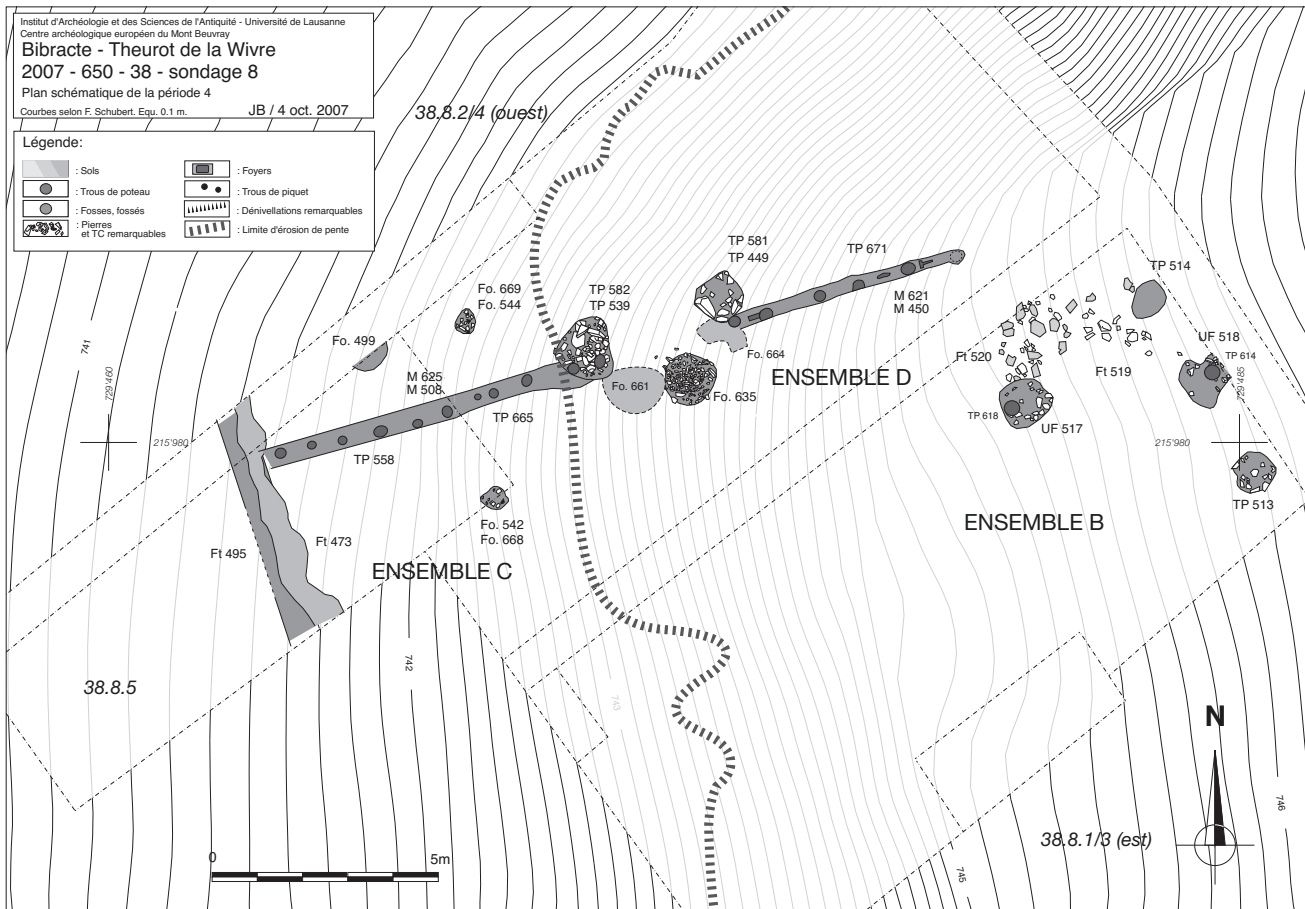 Institut d'Archéologie et des Sciences de l'Antiquité - Université de Lausanne
Centre archéologique européen du Mont Beuvray
Bibracte - Theurot de la Wivre
2007 - 650 - 38 - sondage 8
Plan schématique de la période 4
Courbes selon F. Schubert. Equ. 0.1 m.
JB / 4 oct. 2007
Légende:
: Sols
: Foyers
: Trous de poteau
: Trous de piquet
: Fosses, fossés
: Dénivellations remarquables
: Pierres
et TC remarquables
: Limite d'érosion de pente
38.8.2/4 (ouest)
TP 581
TP 449
TP 671
TP 514
Fo. 669
Fo. 544
TP 582
TP 539
M 621
M 450
Fo. 499
741
729'460
UF 518
TP 614
729'485
Fo. 664
Ft 520
Ft 519
M 625
M 508
ENSEMBLE D
Fo. 661
Fo. 635
TP 665
TP 618
UF 517
215'980
215'980
TP 558
TP 513
Fo. 542
Fo. 668
ENSEMBLE B
Ft 495
Ft 473
ENSEMBLE C
742
38.8.5
743
N
746
38.8.1/3 (est)
745
0
5m